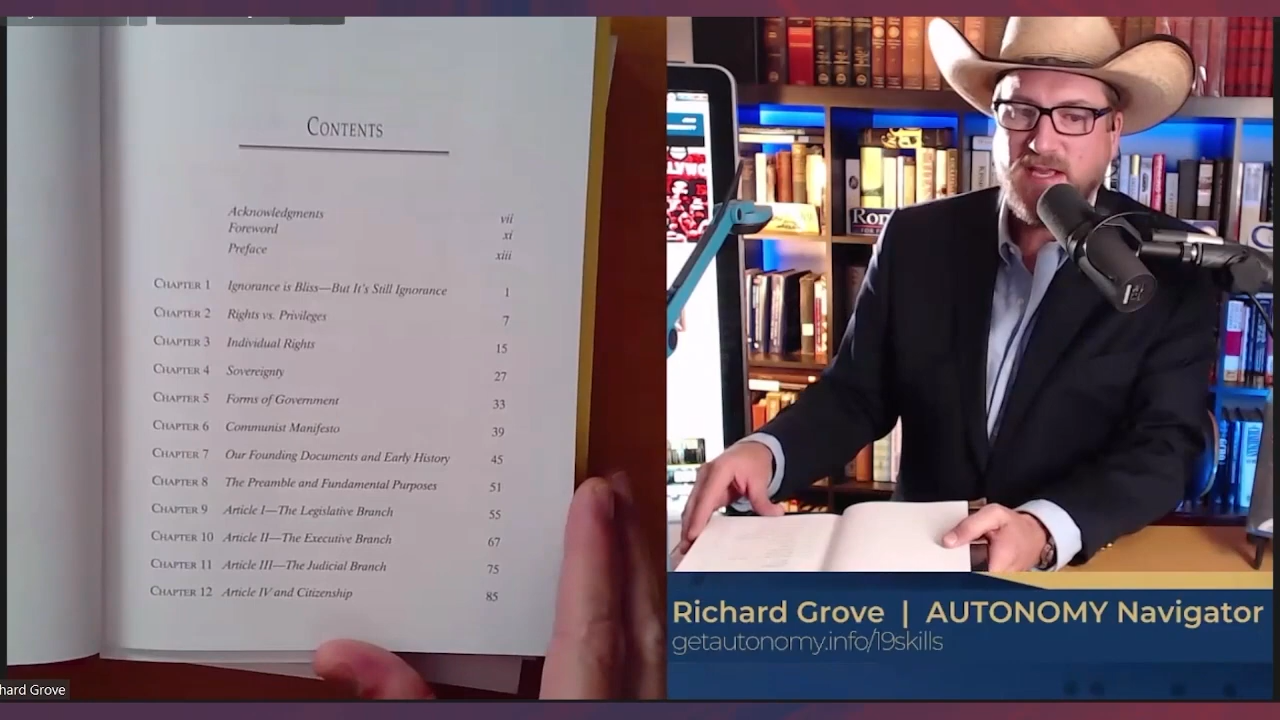 CONTENTS
Acknowledgments vii
Foreword xi
Preface xiii
CHAPTER 1 Ignorance is Bliss—But It's Still Ignorance 1
CHAPTER 2 Rights vs. Privileges 7
CHAPTER 3 Individual Rights 15
CHAPTER 4 Sovereignty 27
CHAPTER 5 Forms of Government 33
CHAPTER 6 Communist Manifesto 39
CHAPTER 7 Our Founding Documents and Early History 45
CHAPTER 8 The Preamble and Fundamental Purposes 51
CHAPTER 9 Article I—The Legislative Branch 55
CHAPTER 10 Article II—The Executive Branch 67
CHAPTER 11 Article III—The Judicial Branch 75
CHAPTER 12 Article IV and Citizenship 85
hard Grove
Ron
Richard Grove | AUTONOMY Navigator
getautonomy.info/19skills